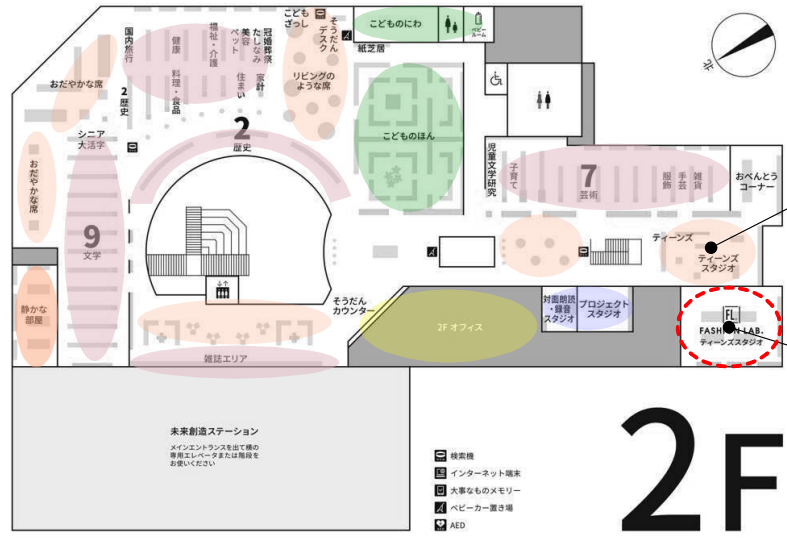 こども
ざっし
そうだん
デスク
紙芝居
こどものにわ
ベビー
ルーム
北
国内旅行
2
歴史
健康
福祉・介護
ペット
美容
たしなみ
冠婚葬祭
料理・食品
住まい
家計
リビングの
ような席
おだやかな席
シニア
大活字
おだやかな席
2
歴史
こどものほん
児童文学研究
子育て
7
芸術
服飾
手芸
雑貨
おべんとう
コーナー
9
文学
ティーンズ
ティーンズ
スタジオ
静かな
部屋
そうだん
カウンター
2F オフィス
対面朗読
・録音
スタジオ
プロジェクト
スタジオ
FL
FASHION LAB.
ティーンズスタジオ
雑誌エリア
未来創造ステーション
メインエントランスを出て横の
専用エレベータまたは階段を
お使いください
検索機
インターネット端末
大事なものメモリー
ベビーカー置き場
AED
2F